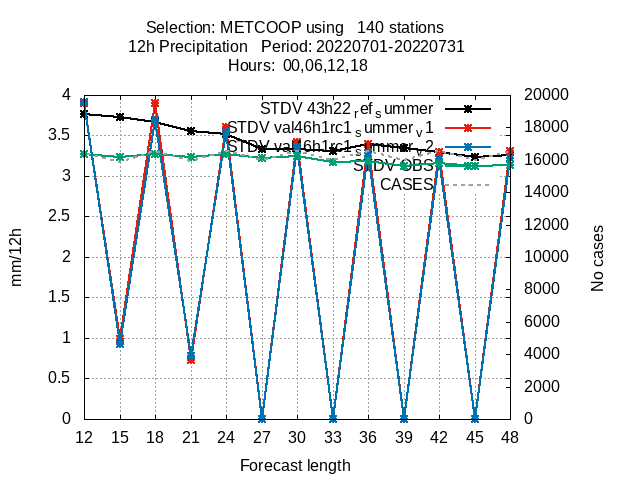 Selection: METCOOP using   140 stations
12h Precipitation   Period: 20220701-20220731
Hours:  00,06,12,18
4
3.5
3
2.5
2
1.5
1
0.5
0
20000
18000
16000
14000
12000
10000
8000
6000
4000
2000
0
STDV 43h22_ref_summer
STDV val46h1rc1_summer_v1
STDV val46h1rc1_summer_v2
STDV OBS
CASES
mm/12h
No cases
12 15 18 21 24 27 30 33 36 39 42 45 48
Forecast length